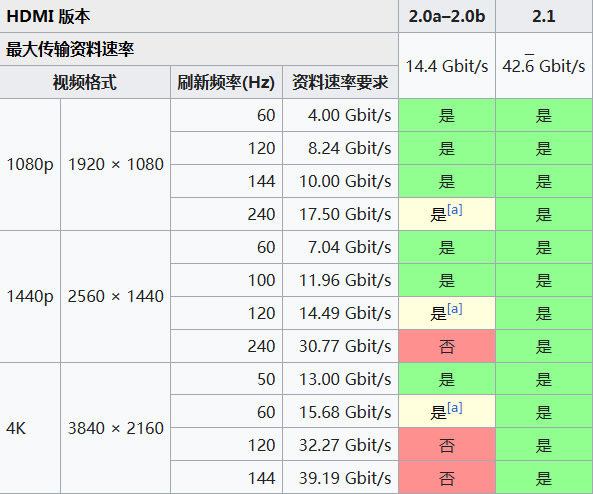 HDMI 版本 2.0a–2.0b 2.1
最大传输资料速率 14.4 Gbit/s 42.6̅ Gbit/s
视频格式 刷新频率(Hz) 资料速率要求
1080p 1920 × 1080 60 4.00 Gbit/s 是 是
120 8.24 Gbit/s 是 是
144 10.00 Gbit/s 是 是
240 17.50 Gbit/s 是[a] 是
1440p 2560 × 1440 60 7.04 Gbit/s 是 是
100 11.96 Gbit/s 是 是
120 14.49 Gbit/s 是[a] 是
240 30.77 Gbit/s 否 是
4K 3840 × 2160 50 13.00 Gbit/s 是 是
60 15.68 Gbit/s 是[a] 是
120 32.27 Gbit/s 否 是
144 39.19 Gbit/s 否 是